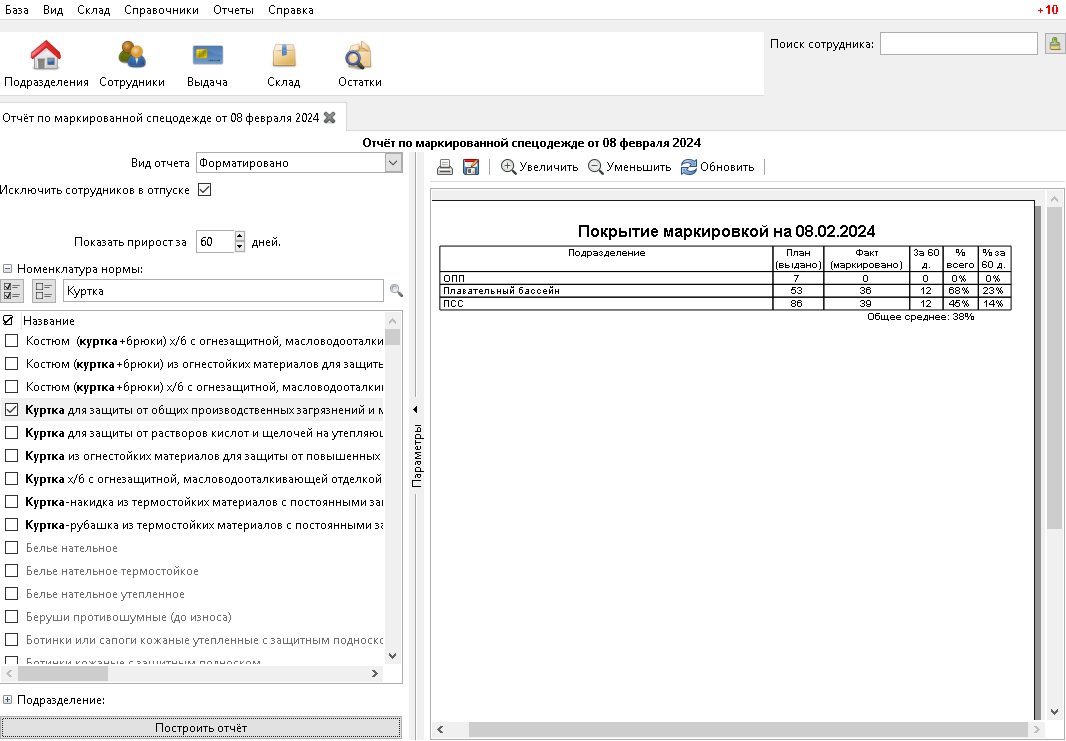 База Вид Склад Справочники Отчеты Справка +10
Подразделения Сотрудники Выдача Склад Остатки
Поиск сотрудника:
Отчёт по маркированной спецодежде от 08 февраля 2024
Отчёт по маркированной спецодежде от 08 февраля 2024
Вид отчета Форматировано
Исключить сотрудников в отпуске
Показать прирост за 60 дней.
Номенклатура нормы:
Куртка
Название
Костюм (куртка+брюки) х/б с огнезащитной, масловодооталки
Костюм (куртка+брюки) из огнестойких материалов для защить
Костюм (куртка+брюки) х/б с огнезащитной, масловодооталки
Куртка для защиты от общих производственных загрязнений и м
Куртка для защиты от растворов кислот и щелочей на утепляющ
Куртка из огнестойких материалов для защиты от повышенных
Куртка х/б с огнезащитной, масловодооталкивающей отделкой
Куртка-накидка из термостойких материалов с постоянными за
Куртка-рубашка из термостойких материалов с постоянными за
Белье нательное
Белье нательное термостойкое
Белье нательное утепленное
Беруши противошумные (до износа)
Ботинки или сапоги кожаные утепленные с защитным подноско
Ботинки кожаные с защитным подноском
Подразделение:
Построить отчёт
Параметры
Увеличить Уменьшить Обновить
Покрытие маркировкой на 08.02.2024
Подразделение План (выдано) Факт (маркировано) За 60 д. % всего % за 60 д.
ОПП 7 0 0 0% 0%
Плавательный бассейн 53 36 12 68% 23%
ПСС 86 39 12 45% 14%
Общее среднее: 38%